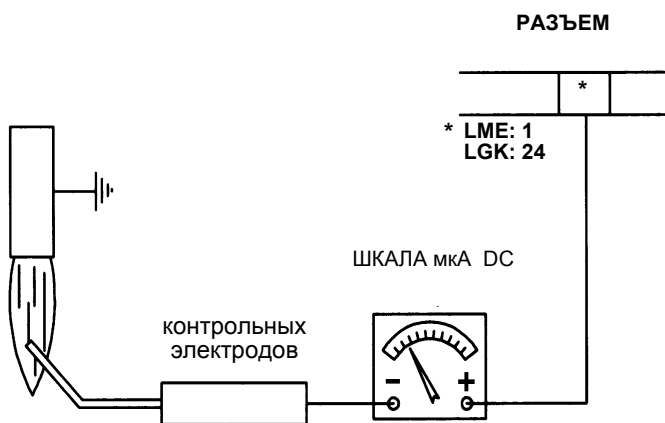 РАЗЪЕМ
*
* LME: 1
LGK: 24
ШКАЛА мкА DC
контрольных
электродов
- +